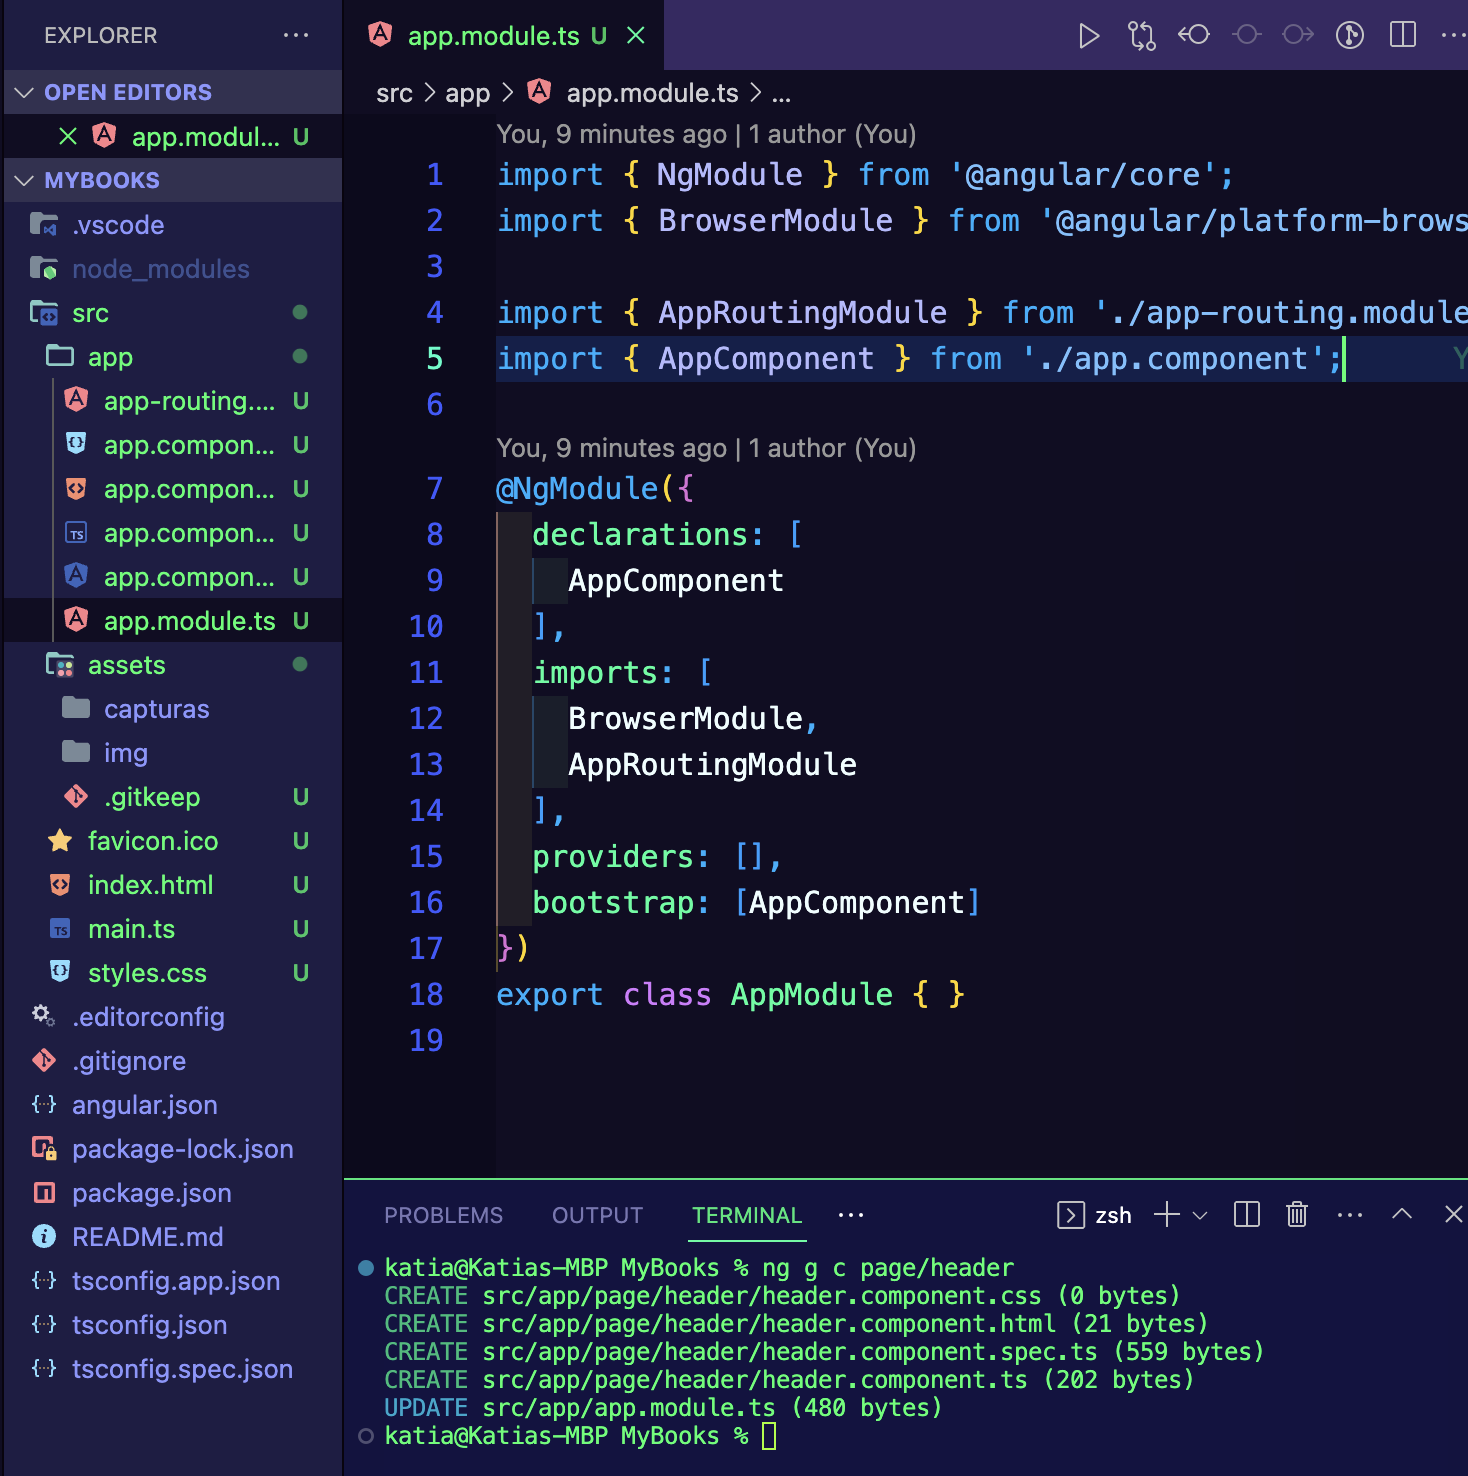 EXPLORER
OPEN EDITORS
app.modul... U
MYBOOKS
.vscode
node_modules
src
app
app-routing.... U
app.compon... U
app.compon... U
app.compon... U
app.compon... U
app.module.ts U
assets
capturas
img
.gitkeep U
favicon.ico U
index.html U
main.ts U
styles.css U
.editorconfig
.gitignore
angular.json
package-lock.json
package.json
README.md
tsconfig.app.json
tsconfig.json
tsconfig.spec.json
app.module.ts U
src > app > app.module.ts > ...
You, 9 minutes ago | 1 author (You)
1 import { NgModule } from '@angular/core';
2 import { BrowserModule } from '@angular/platform-brows
3
4 import { AppRoutingModule } from './app-routing.module
5 import { AppComponent } from './app.component'; Y
6
You, 9 minutes ago | 1 author (You)
7 @NgModule({
8 declarations: [
9 AppComponent
10 ],
11 imports: [
12 BrowserModule,
13 AppRoutingModule
14 ],
15 providers: [],
16 bootstrap: [AppComponent]
17 })
18 export class AppModule { }
19
PROBLEMS OUTPUT TERMINAL ... zsh
katia@Katias-MBP MyBooks % ng g c page/header
CREATE src/app/page/header/header.component.css (0 bytes)
CREATE src/app/page/header/header.component.html (21 bytes)
CREATE src/app/page/header/header.component.spec.ts (559 bytes)
CREATE src/app/page/header/header.component.ts (202 bytes)
UPDATE src/app/app.module.ts (480 bytes)
katia@Katias-MBP MyBooks %